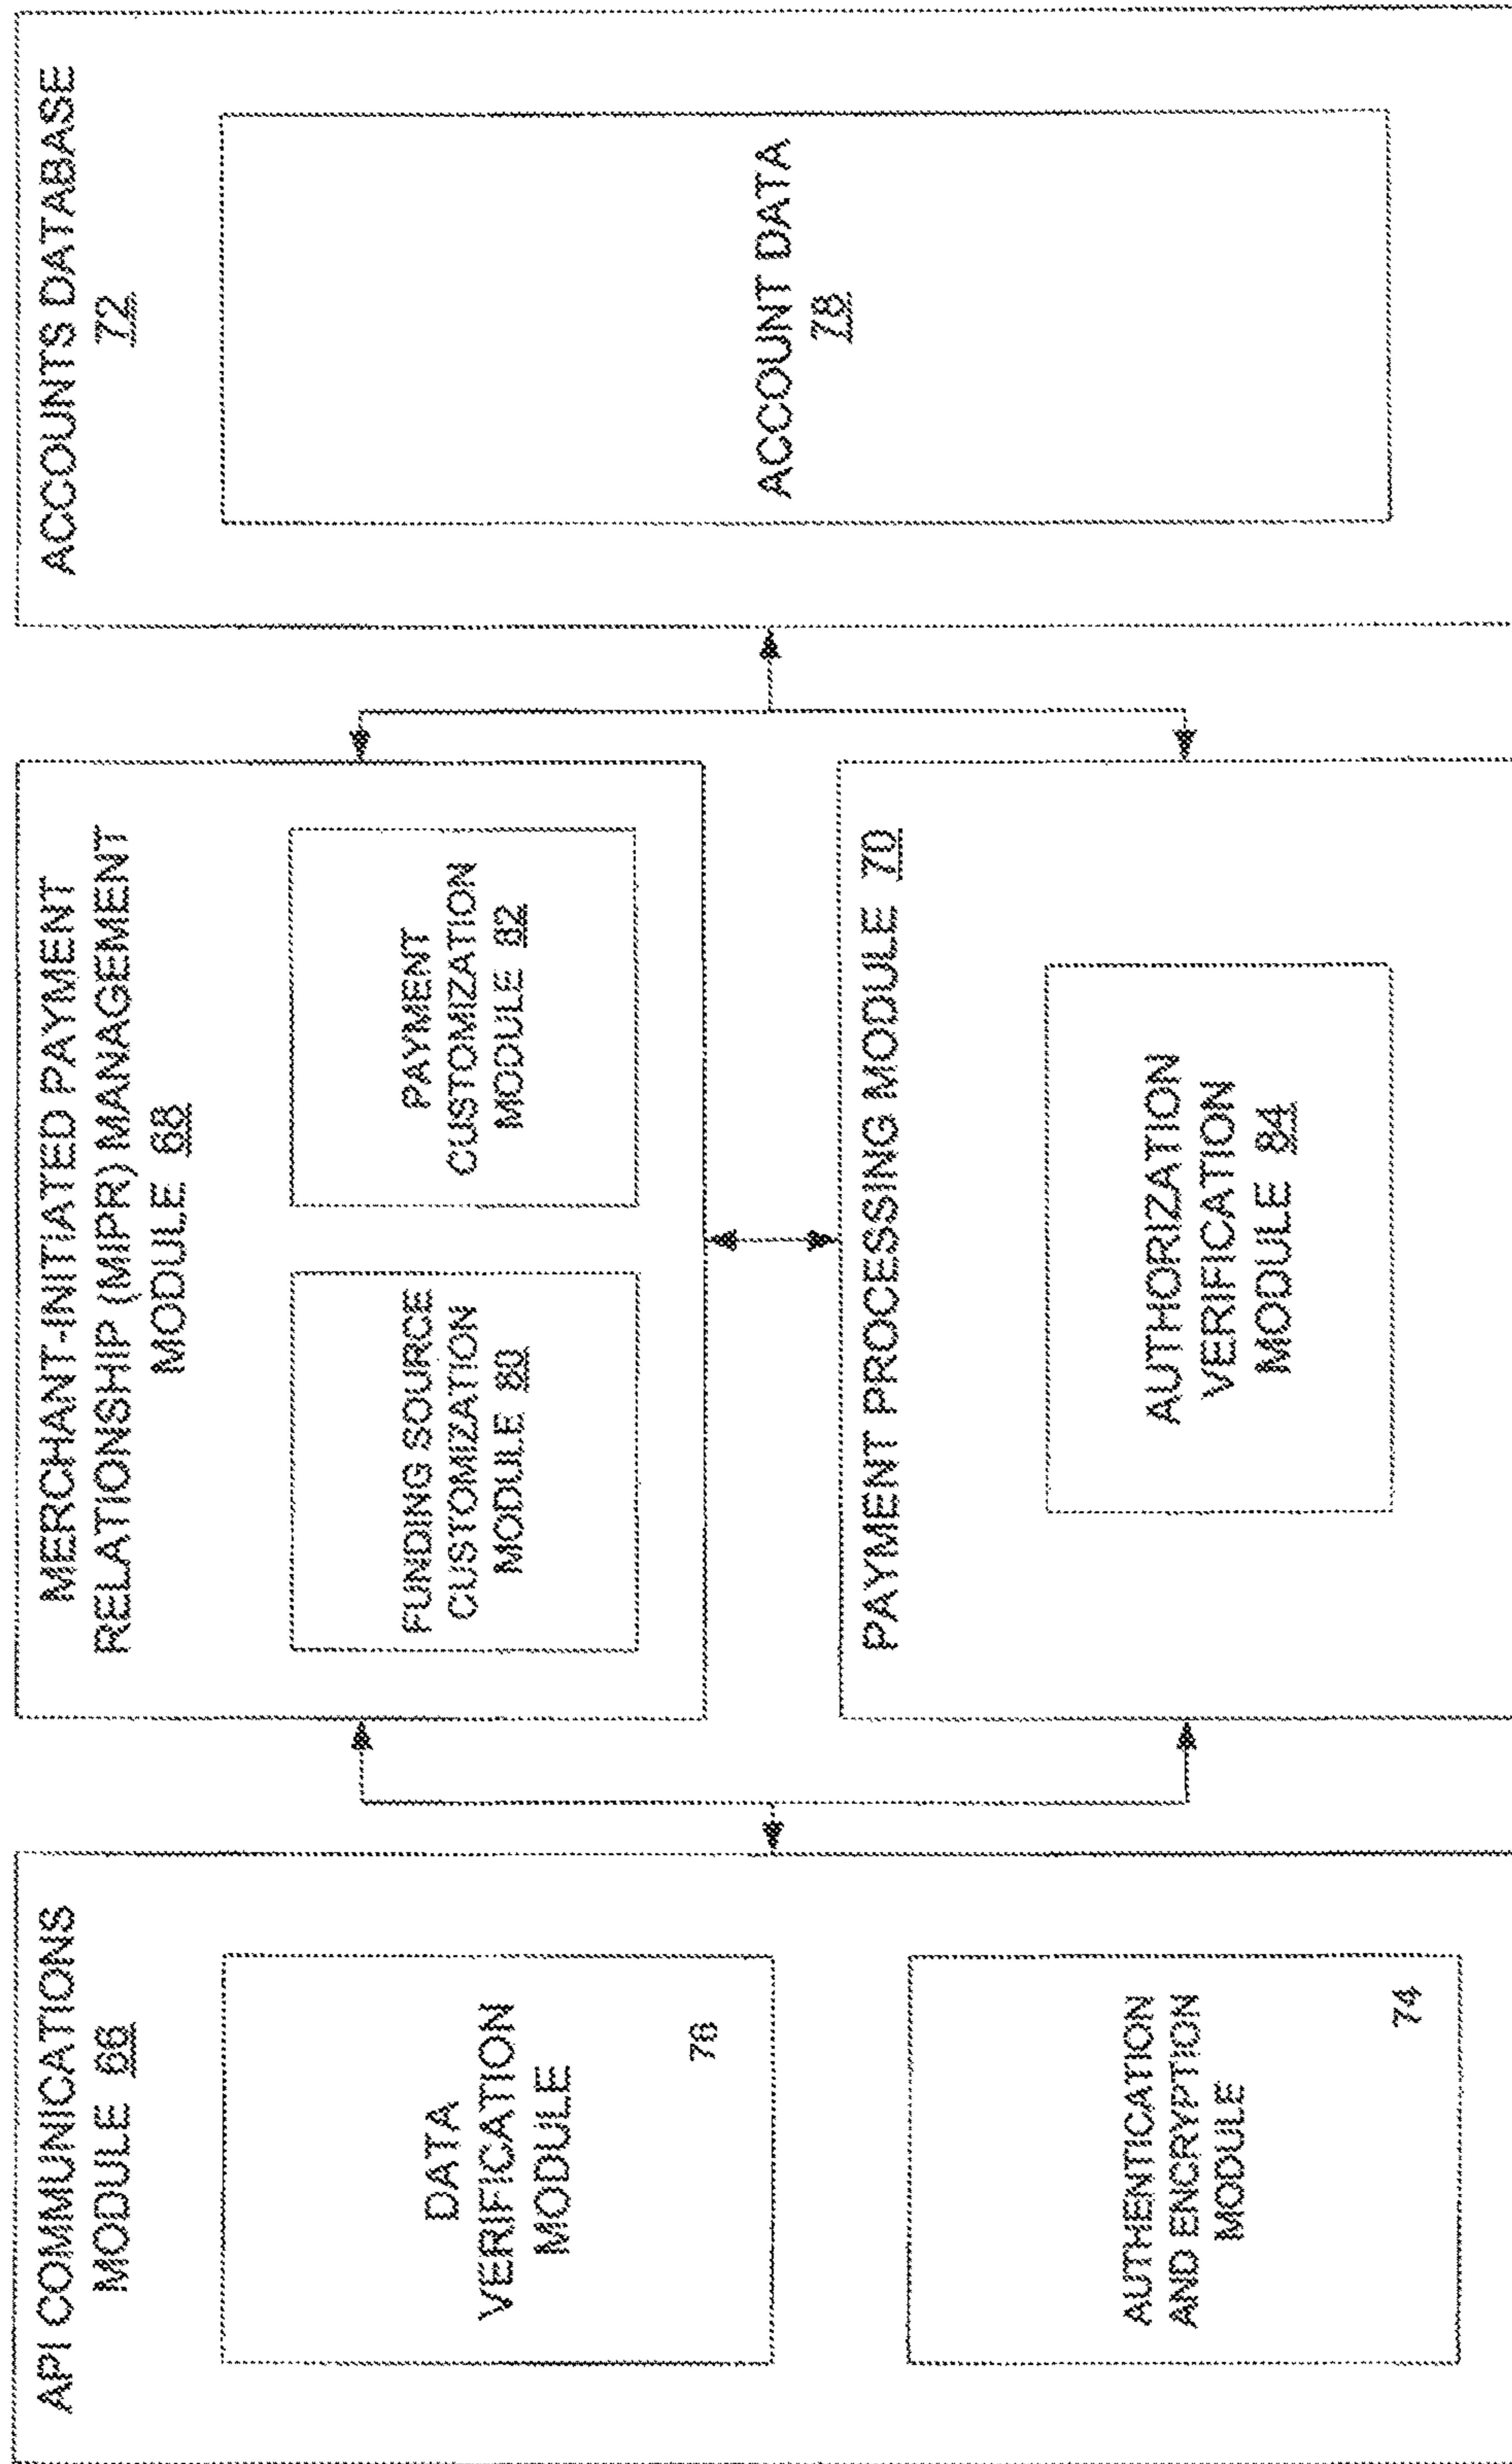 API COMMUNICATIONS
MODULE 66
DATA
VERIFICATION
MODULE
76
AUTHENTICATION
AND ENCRYPTION
MODULE
74
MERCHANT-INITIATED PAYMENT
RELATIONSHIP (MIPR) MANAGEMENT
MODULE 68
FUNDING SOURCE
CUSTOMIZATION
MODULE 80
PAYMENT
CUSTOMIZATION
MODULE 82
PAYMENT PROCESSING MODULE 70
AUTHORIZATION
VERIFICATION
MODULE 84
ACCOUNTS DATABASE
72
ACCOUNT DATA
78